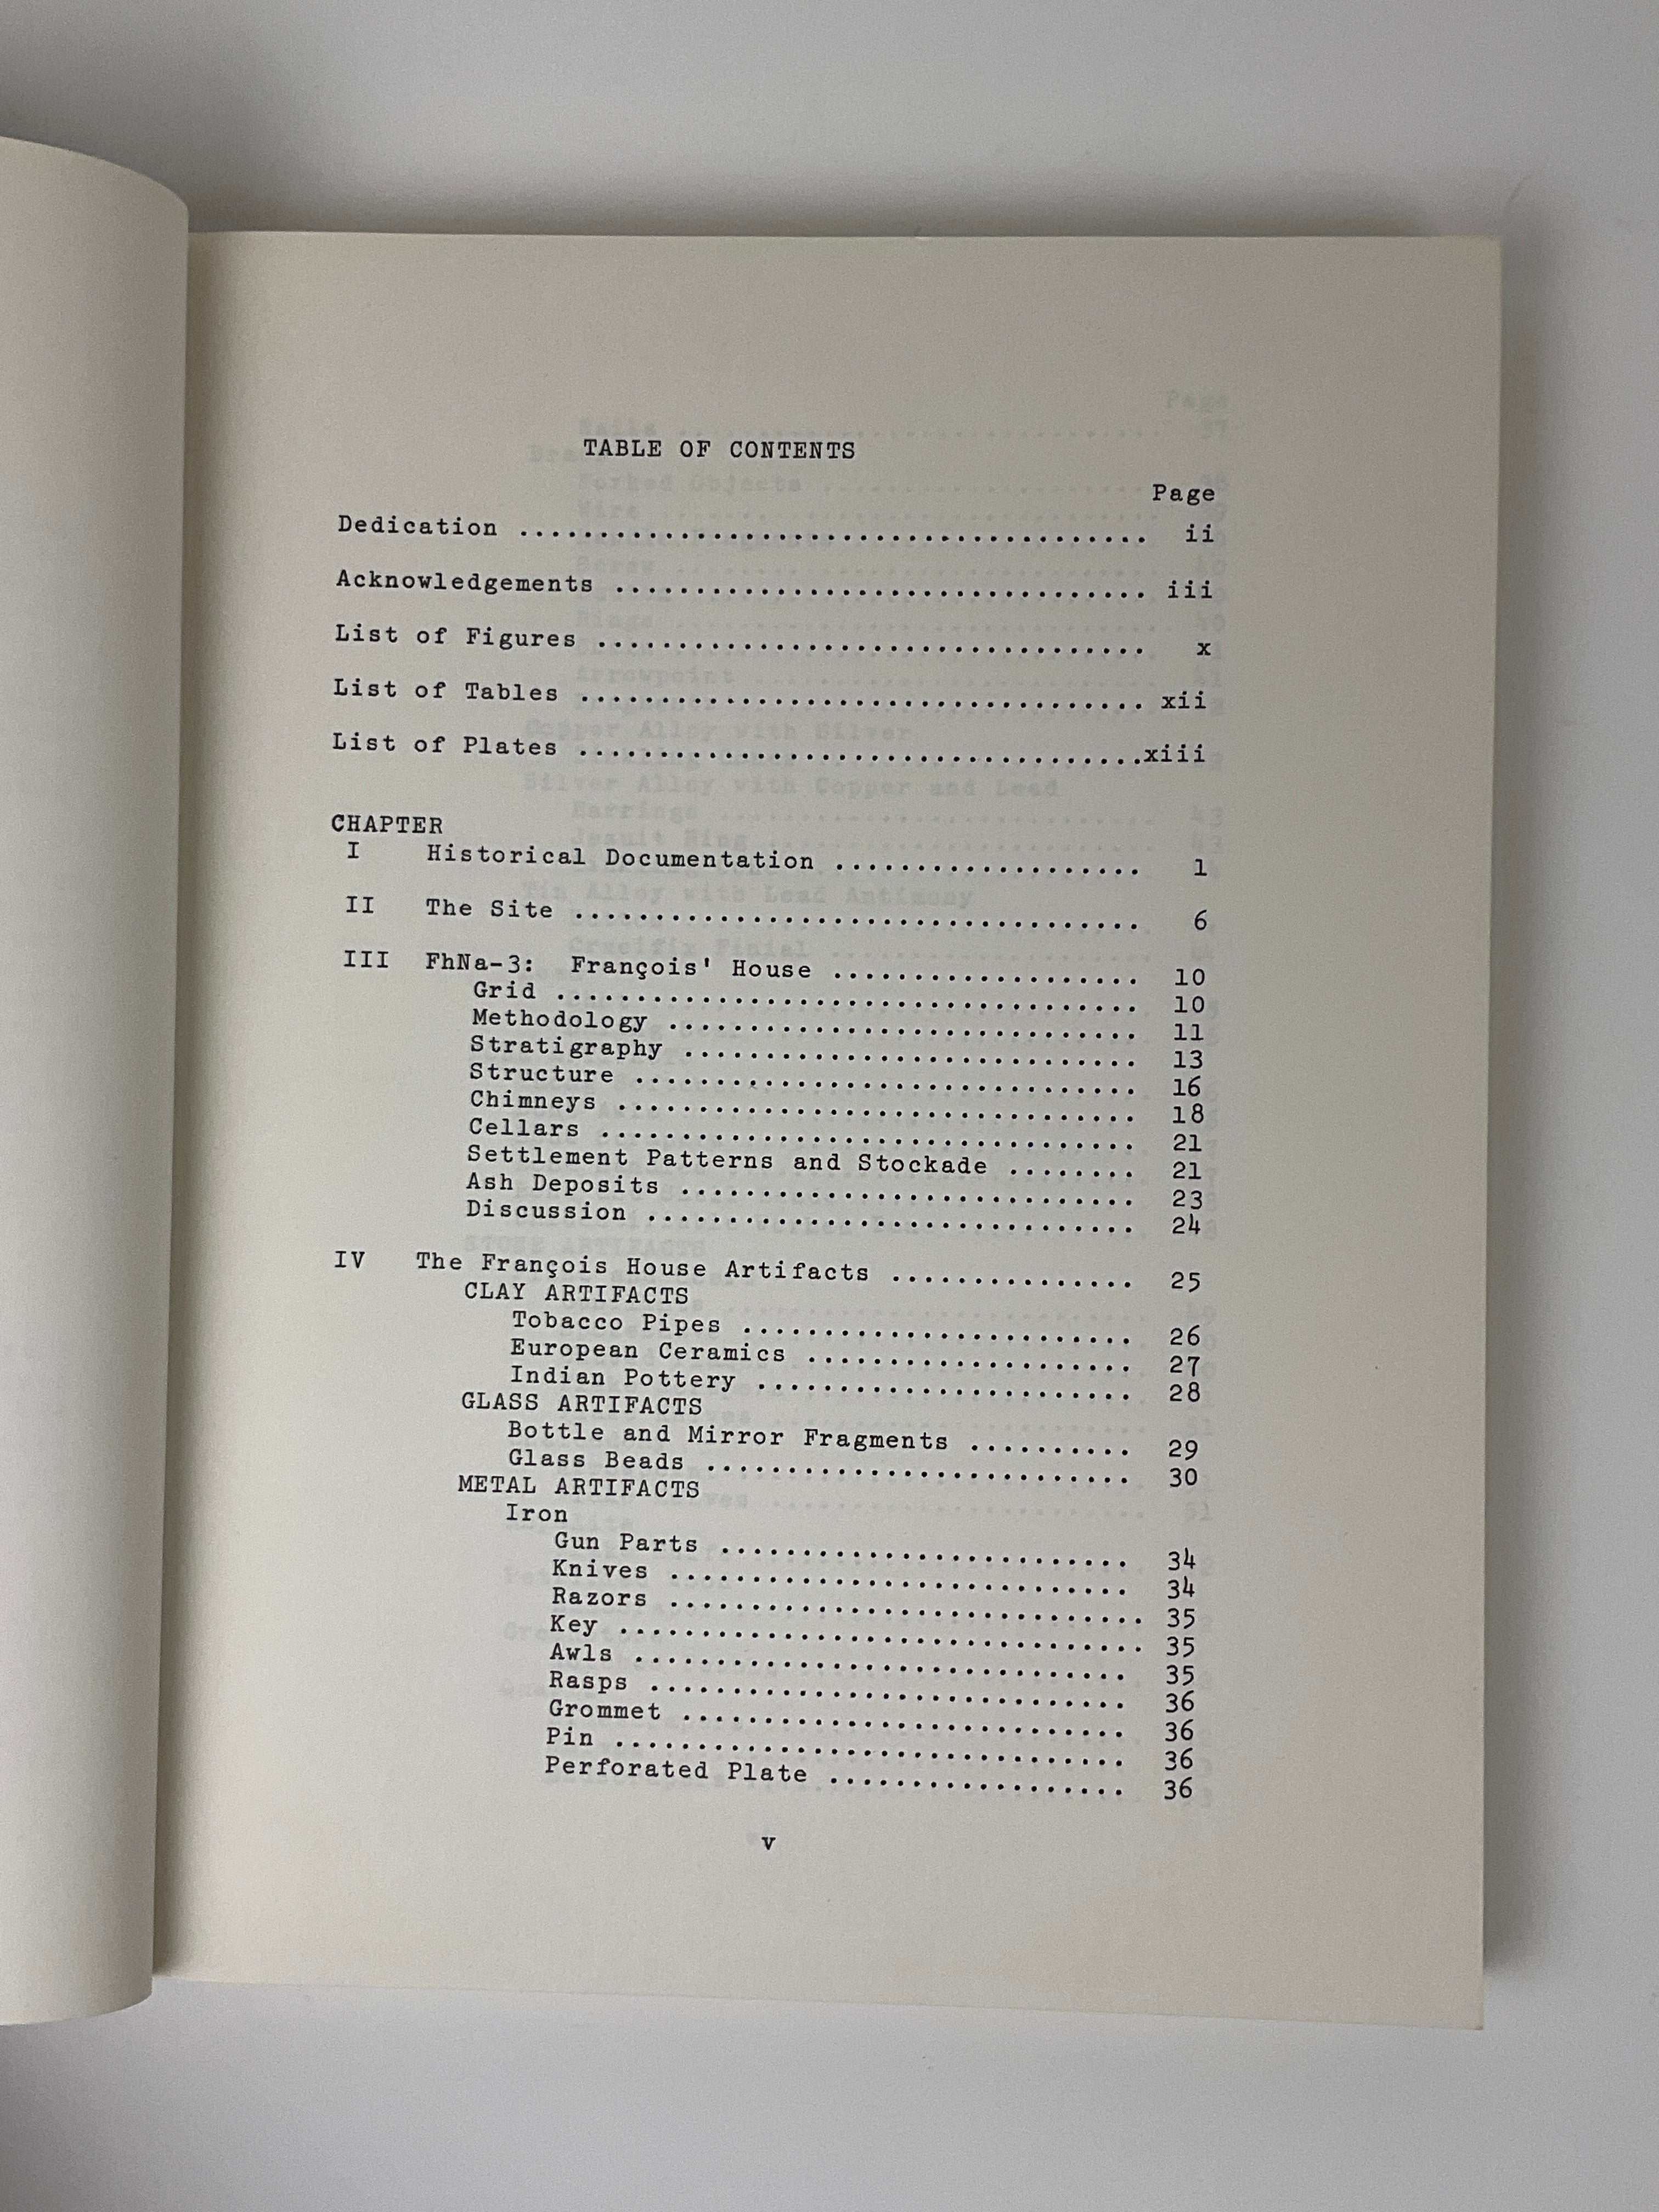 TABLE OF CONTENTS
Page
Dedication ....................................... ii
Acknowledgements ................................. iii
List of Figures .................................. x
List of Tables ................................... xii
List of Plates ...................................xiii
CHAPTER
I Historical Documentation ................... 1
II The Site ................................... 6
III FhNa-3: François' House ................... 10
Grid .................................... 10
Methodology ............................. 11
Stratigraphy ............................ 13
Structure ............................... 16
Chimneys ................................ 18
Cellars ................................. 21
Settlement Patterns and Stockade ........ 21
Ash Deposits ............................ 23
Discussion .............................. 24
IV The François House Artifacts ............... 25
CLAY ARTIFACTS
Tobacco Pipes ........................ 26
European Ceramics .................... 27
Indian Pottery ....................... 28
GLASS ARTIFACTS
Bottle and Mirror Fragments .......... 29
Glass Beads .......................... 30
METAL ARTIFACTS
Iron
Gun Parts .......................... 34
Knives ............................. 34
Razors .............................. 35
Key ................................. 35
Awls ............................... 35
Rasps .............................. 36
Grommet ............................ 36
Pin ................................ 36
Perforated Plate ................... 36
v